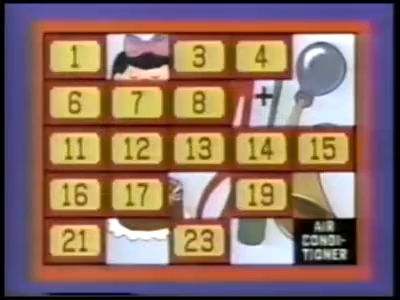 1 3 4
6 7 8 +
11 12 13 14 15
16 17 19
21 23 AIR
CONDI-
TIONER